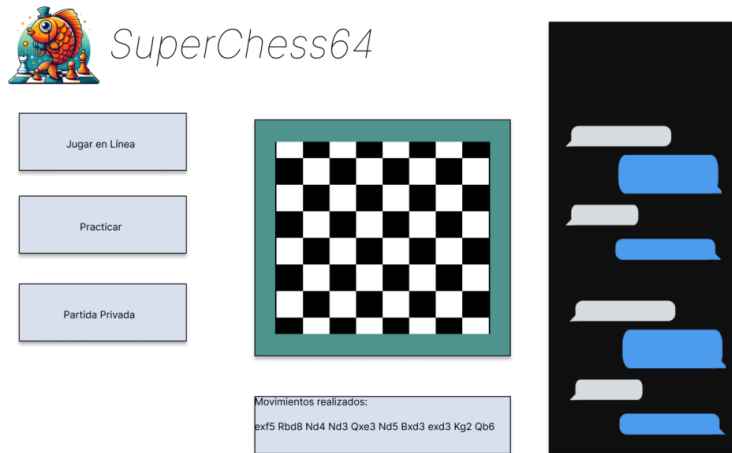 SuperChess64
Jugar en Línea
Practicar
Partida Privada
Movimientos realizados:
exf5 Rbd8 Nd4 Nd3 Qxe3 Nd5 Bxd3 exd3 Kg2 Qb6